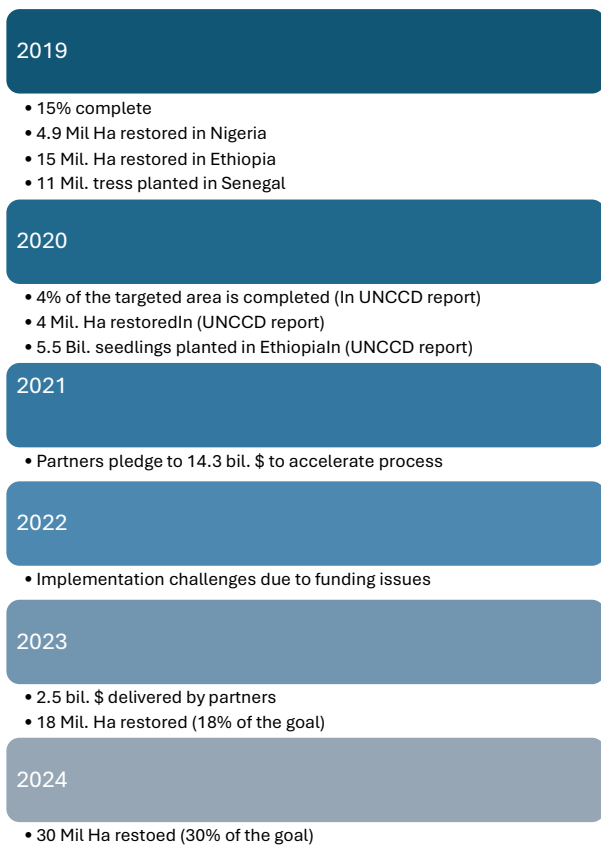 2019
• 15% complete
• 4.9 Mil Ha restored in Nigeria
• 15 Mil. Ha restored in Ethiopia
• 11 Mil. tress planted in Senegal
2020
• 4% of the targeted area is completed (In UNCCD report)
• 4 Mil. Ha restoredIn (UNCCD report)
• 5.5 Bil. seedlings planted in EthiopiaIn (UNCCD report)
2021
• Partners pledge to 14.3 bil. $ to accelerate process
2022
• Implementation challenges due to funding issues
2023
• 2.5 bil. $ delivered by partners
• 18 Mil. Ha restored (18% of the goal)
2024
• 30 Mil Ha restoed (30% of the goal)